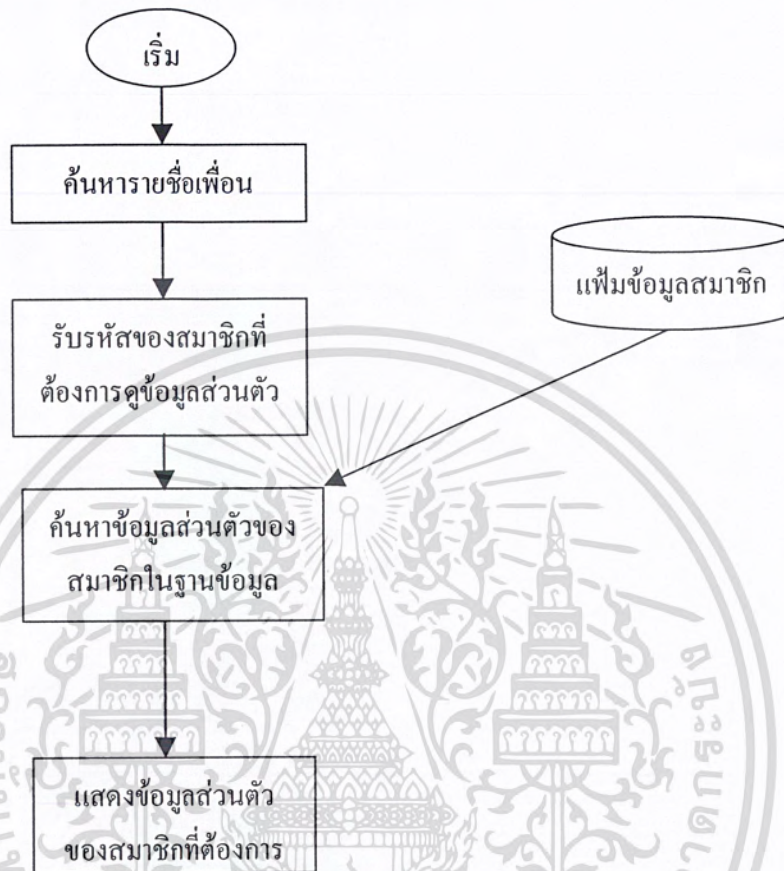 เริ่ม
ค้นหารายชื่อเพื่อน
แฟ้มข้อมูลสมาชิก
รับรหัสของสมาชิกที่
ต้องการดูข้อมูลส่วนตัว
ค้นหาข้อมูลส่วนตัวของ
สมาชิกในฐานข้อมูล
แสดงข้อมูลส่วนตัว
ของสมาชิกที่ต้องการ